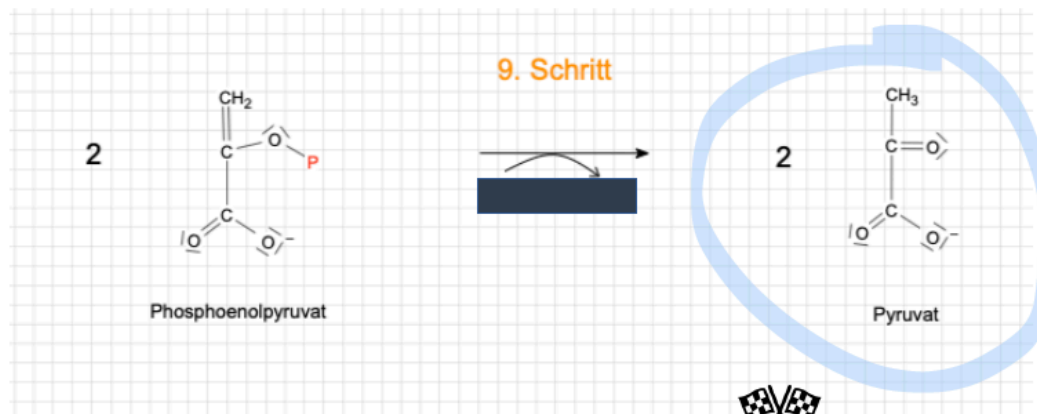 9. Schritt
2
CH2
C
O
P
C
O
O-
Phosphoenolpyruvat
2
CH3
C=O
C
O
O-
Pyruvat